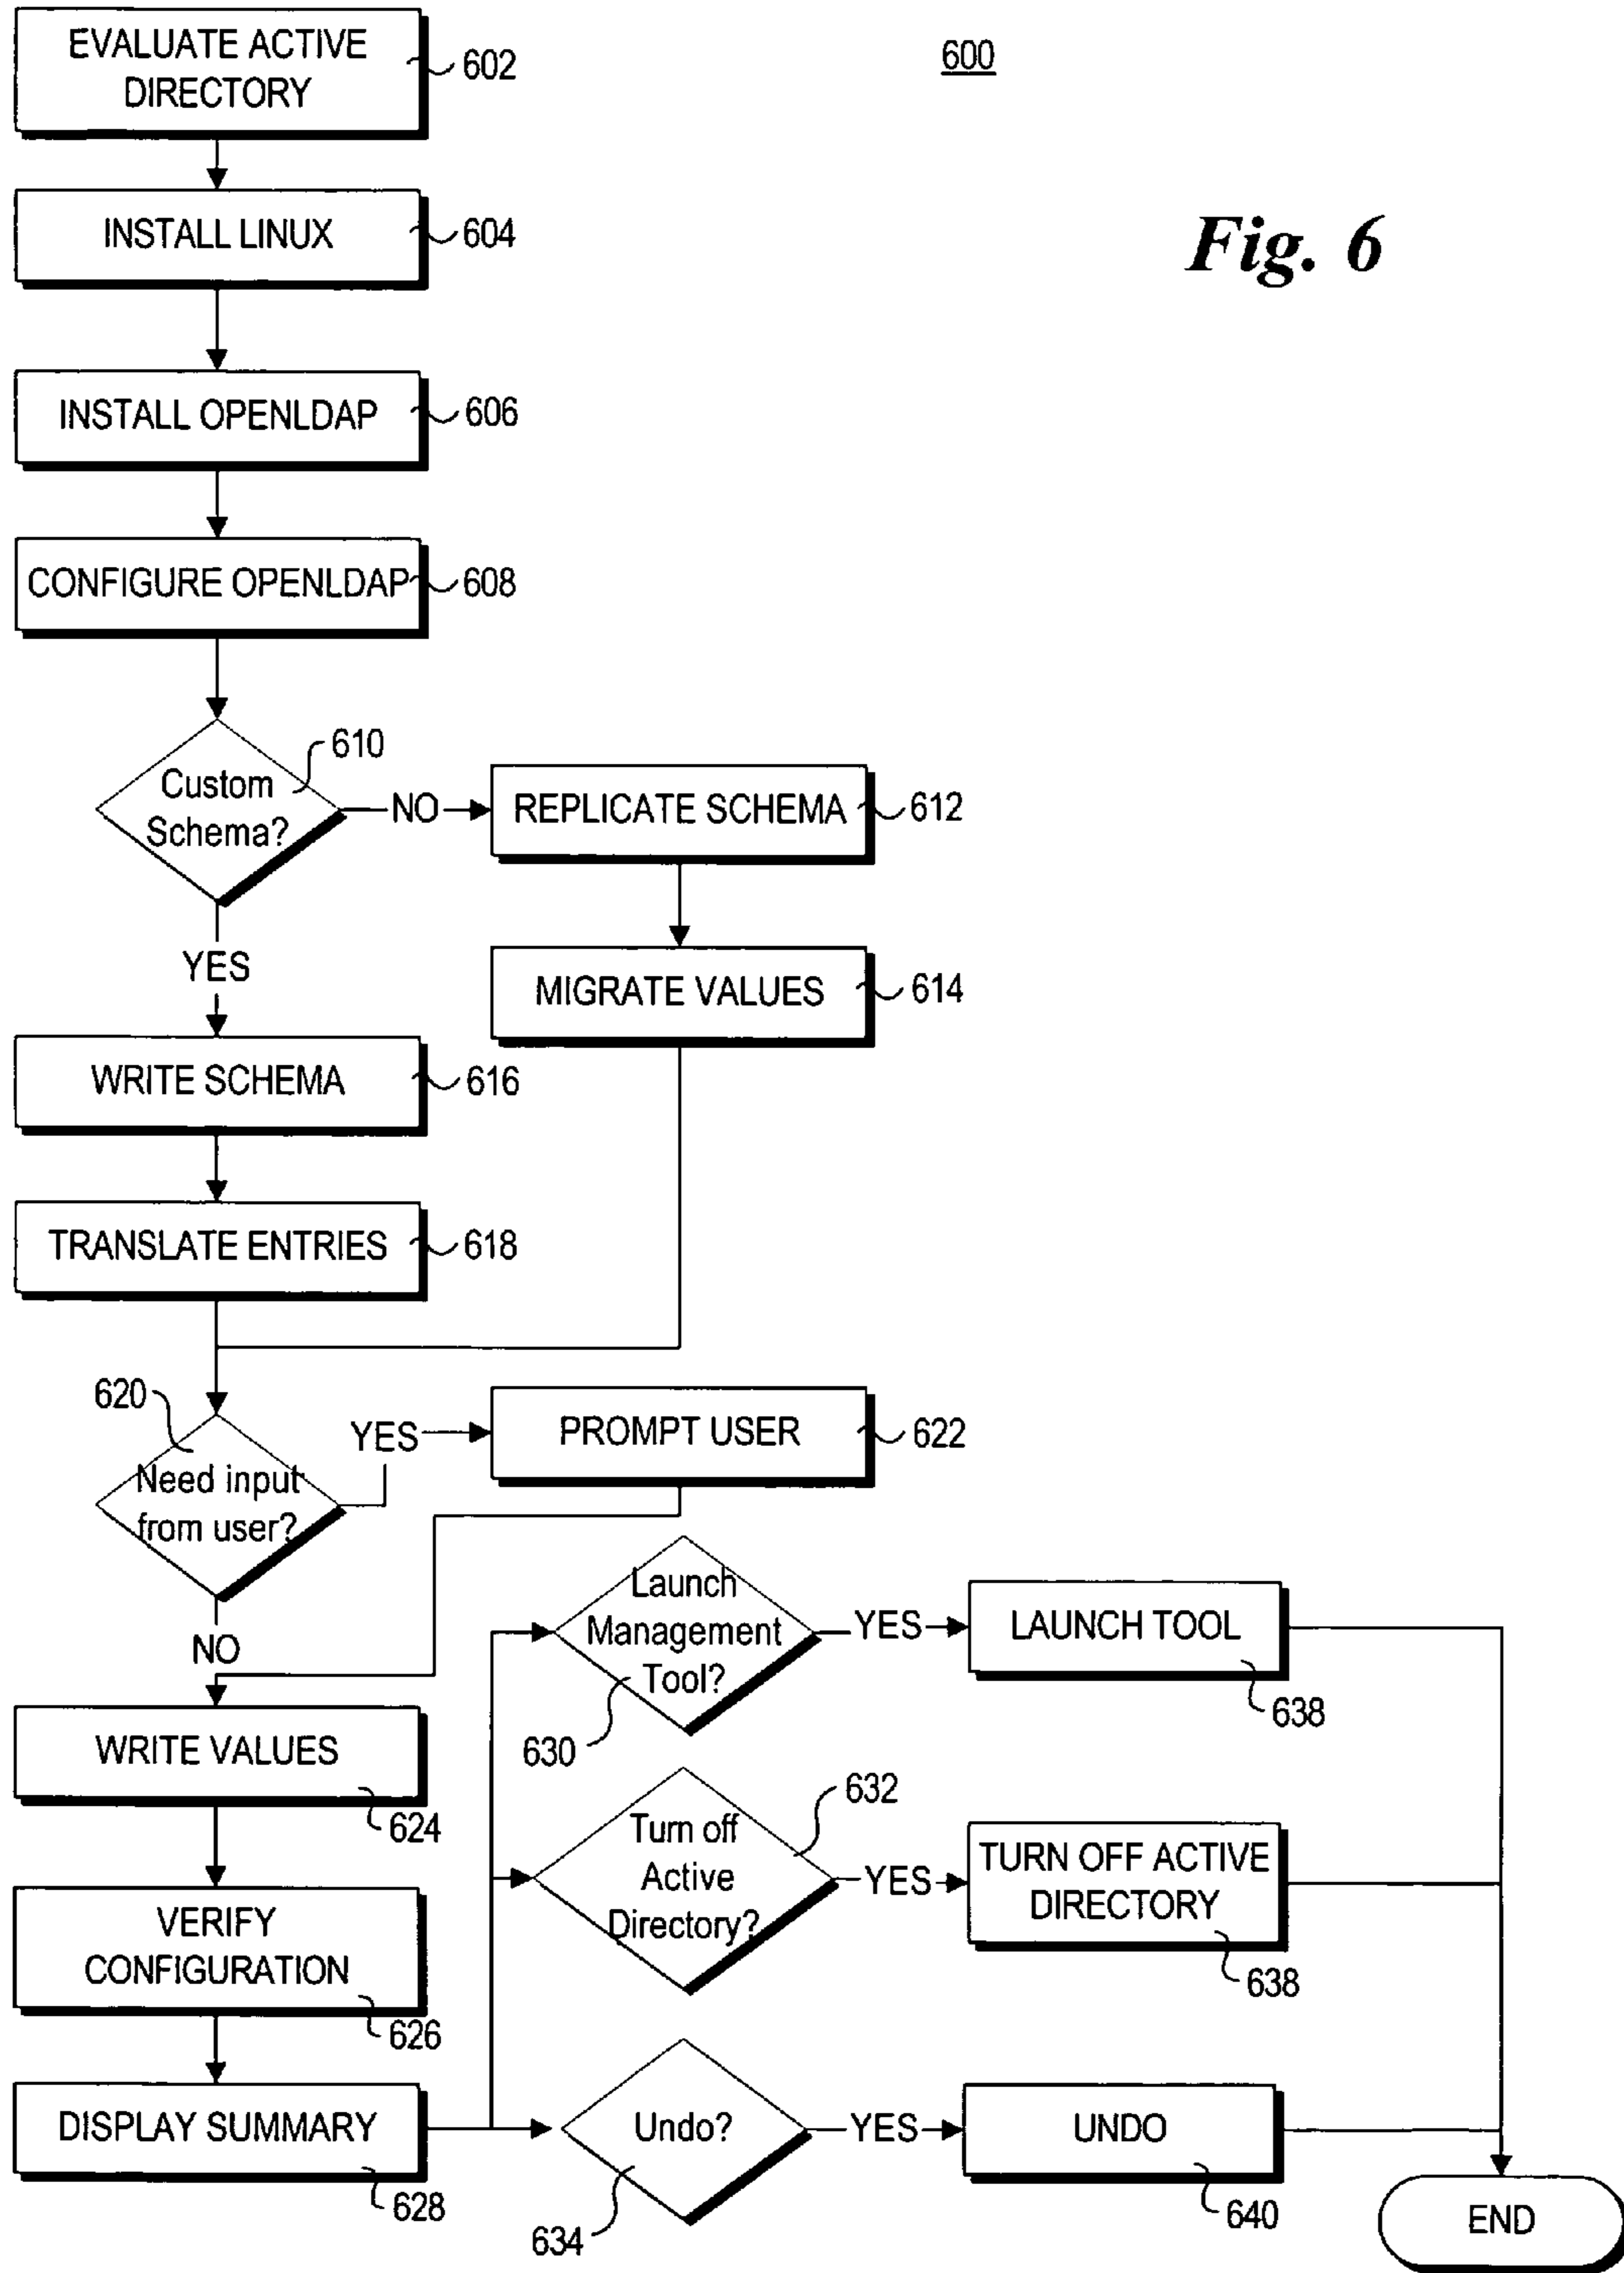 EVALUATE ACTIVE
DIRECTORY
602
600
INSTALL LINUX
604
Fig. 6
INSTALL OPENLDAP
606
CONFIGURE OPENLDAP
608
610
Custom
Schema?
NO
REPLICATE SCHEMA
612
YES
MIGRATE VALUES
614
WRITE SCHEMA
616
TRANSLATE ENTRIES
618
620
Need input
from user?
YES
PROMPT USER
622
NO
Launch
Management
Tool?
630
YES
LAUNCH TOOL
638
WRITE VALUES
624
632
Turn off
Active
Directory?
YES
TURN OFF ACTIVE
DIRECTORY
638
VERIFY
CONFIGURATION
626
DISPLAY SUMMARY
628
Undo?
634
YES
UNDO
640
END